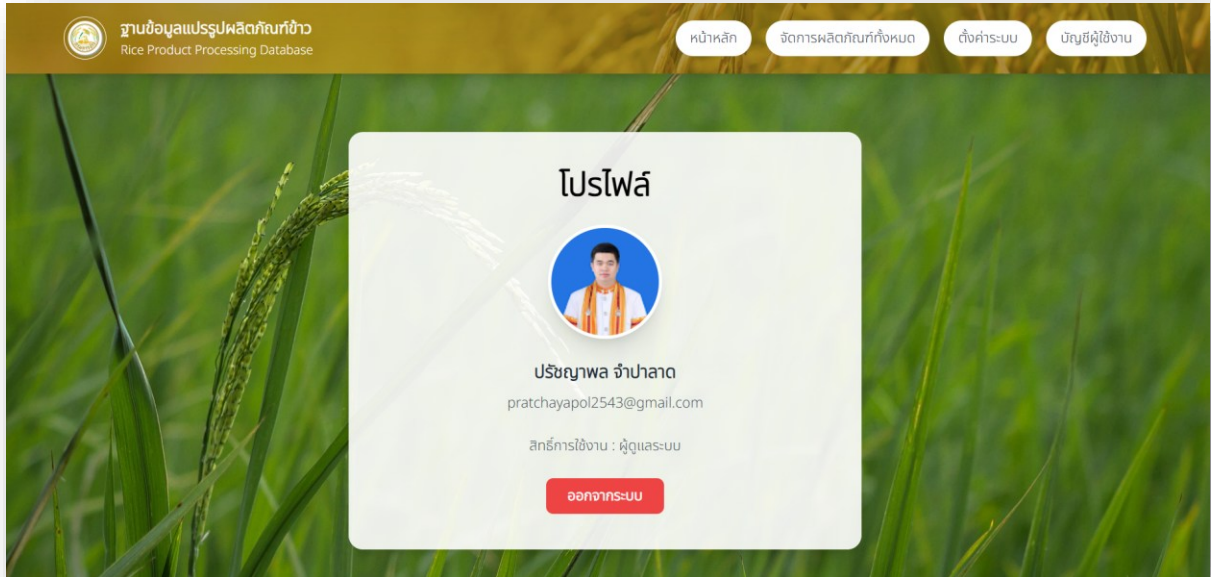 ฐานข้อมูลแปรรูปผลิตภัณฑ์ข้าว
Rice Product Processing Database
หน้าหลัก
จัดการผลิตภัณฑ์ทั้งหมด
ตั้งค่าระบบ
บัญชีผู้ใช้งาน
โปรไฟล์
ปรัชญาพล จำปาลาด
pratchayapol2543@gmail.com
สิทธิ์การใช้งาน : ผู้ดูแลระบบ
ออกจากระบบ